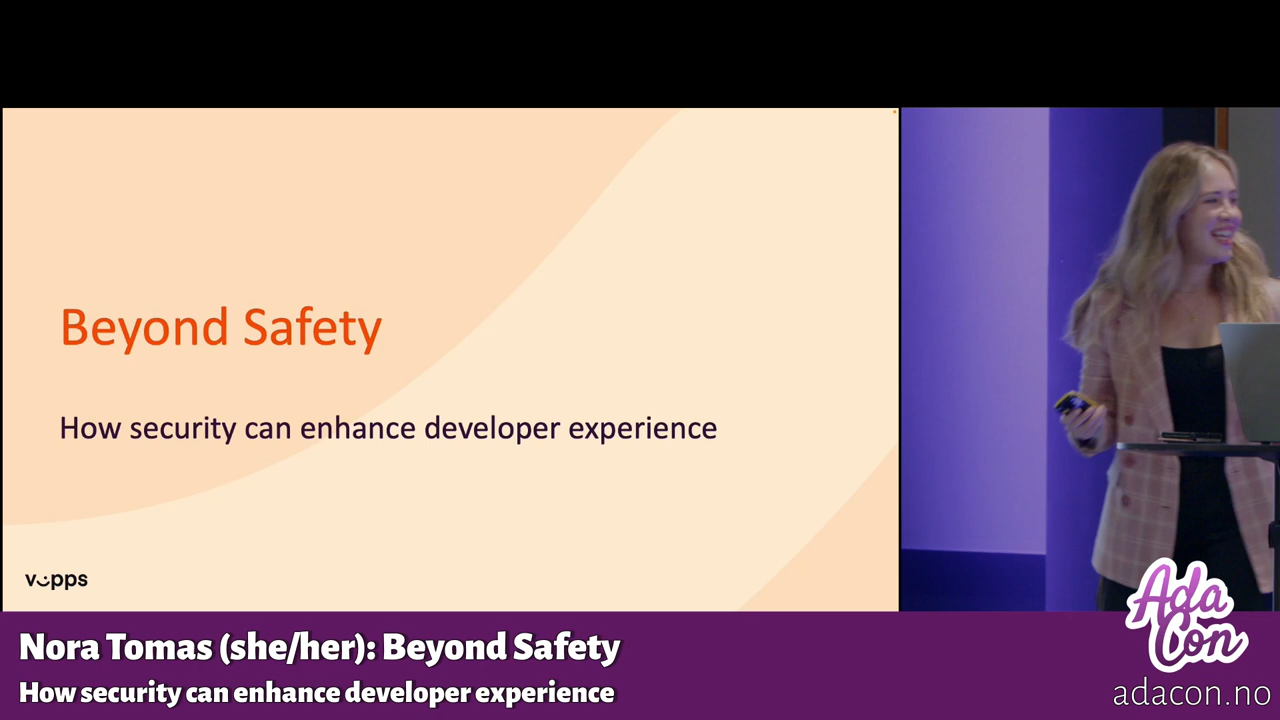 Beyond Safety
How security can enhance developer experience
vipps
Nora Tomas (she/her): Beyond Safety
How security can enhance developer experience
Ada
Con
adacon.no